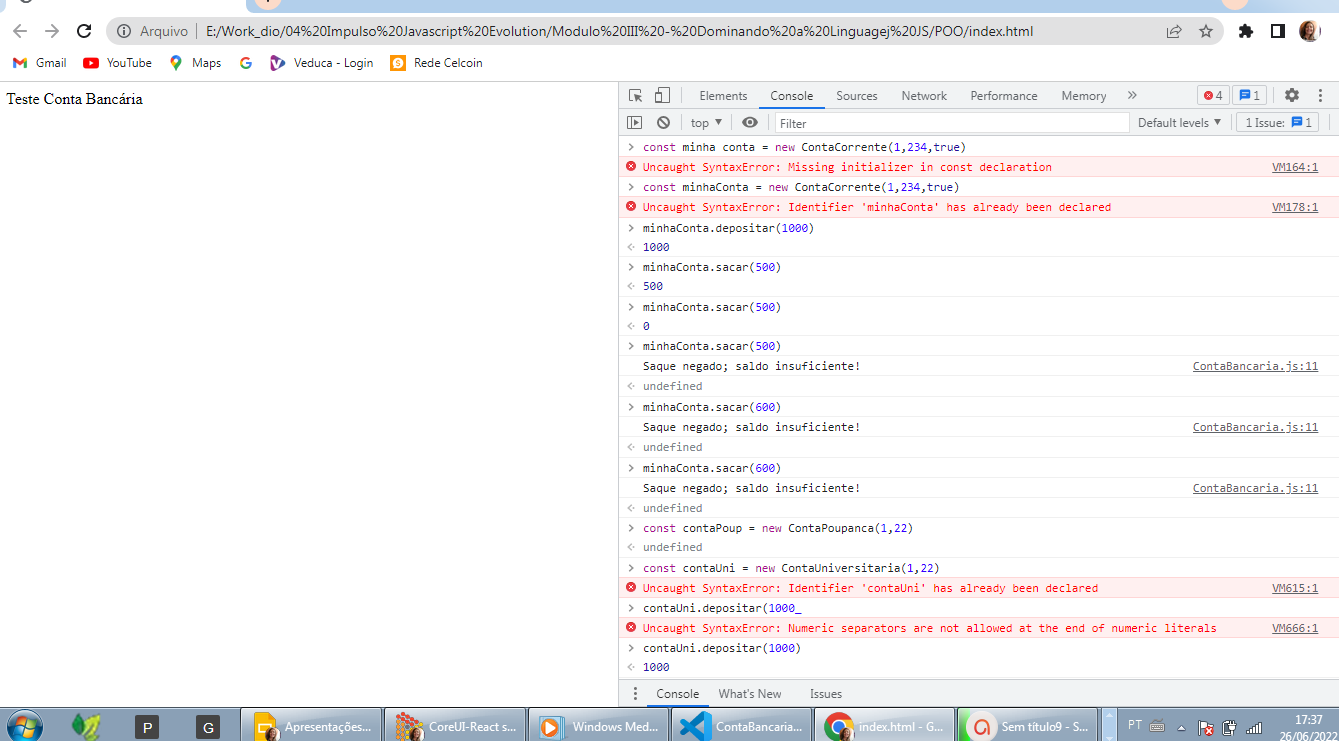 Arquivo E:/Work_dio/04%20Impulso%20Javascript%20Evolution/Modulo%20III%20-%20Dominando%20a%20Linguagej%20JS/POO/index.html
Gmail YouTube Maps Veduca - Login Rede Celcoin
Teste Conta Bancária
Elements Console Sources Network Performance Memory » 4 1
top ▼ Filter Default levels ▼ 1 Issue: 1
> const minha conta = new ContaCorrente(1,234,true)
Uncaught SyntaxError: Missing initializer in const declaration VM164:1
> const minhaConta = new ContaCorrente(1,234,true)
Uncaught SyntaxError: Identifier 'minhaConta' has already been declared VM178:1
> minhaConta.depositar(1000)
1000
> minhaConta.sacar(500)
500
> minhaConta.sacar(500)
0
> minhaConta.sacar(500)
Saque negado; saldo insuficiente! ContaBancaria.js:11
undefined
> minhaConta.sacar(600)
Saque negado; saldo insuficiente! ContaBancaria.js:11
undefined
> minhaConta.sacar(600)
Saque negado; saldo insuficiente! ContaBancaria.js:11
undefined
> const contaPoup = new ContaPoupanca(1,22)
undefined
> const contaUni = new ContaUniversitaria(1,22)
Uncaught SyntaxError: Identifier 'contaUni' has already been declared VM615:1
> contaUni.depositar(1000_
Uncaught SyntaxError: Numeric separators are not allowed at the end of numeric literals VM666:1
> contaUni.depositar(1000)
1000
Console What's New Issues
P G Apresentações... CoreUI-React s... Windows Med... ContaBancaria... index.html - G... Sem título9 - S... PT 17:37
26/06/2022